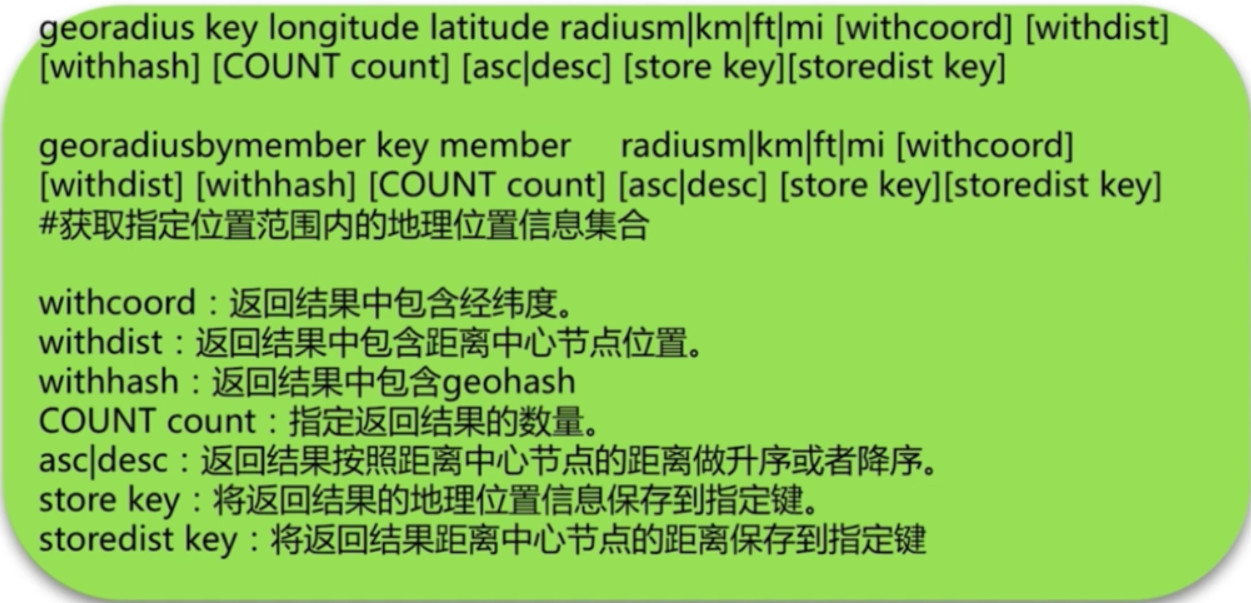 georadius key longitude latitude radiusm|km|ft|mi [withcoord] [withdist]
[withhash] [COUNT count] [asc|desc] [store key][storedist key]
georadiusbymember key member radiusm|km|ft|mi [withcoord]
[withdist] [withhash] [COUNT count] [asc|desc] [store key][storedist key]
#获取指定位置范围内的地理位置信息集合
withcoord：返回结果中包含经纬度。
withdist：返回结果中包含距离中心节点位置。
withhash：返回结果中包含geohash
COUNT count：指定返回结果的数量。
asc|desc：返回结果按照距离中心节点的距离做升序或者降序。
store key：将返回结果的地理位置信息保存到指定键。
storedist key：将返回结果距离中心节点的距离保存到指定键